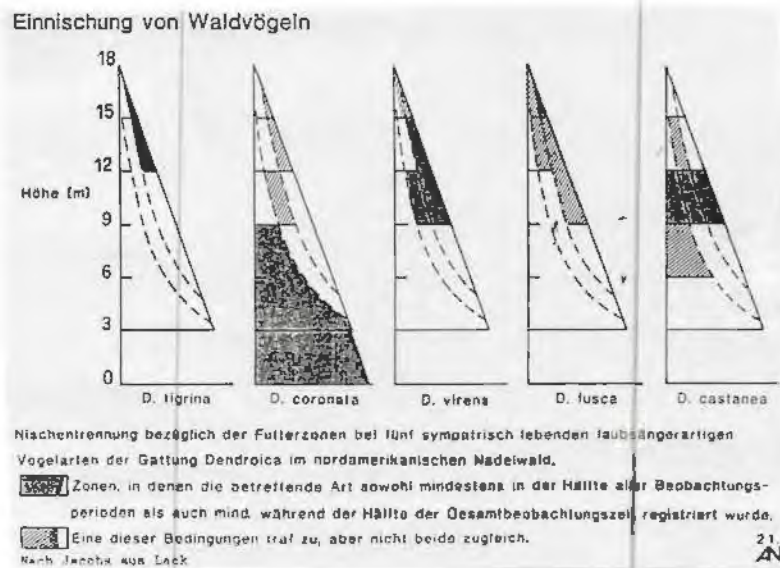 Einnischung von Waldvögeln
18
15
12
Höhe [m]
9
6
3
0
D. tigrina D. coronata D. virens D. fusca D. castanea
Nischentrennung bezüglich der Futterzonen bei fünf sympatrisch lebenden laubsängerartigen
Vogelarten der Gattung Dendroica im nordamerikanischen Nadelwald.
Zonen, in denen die betreffende Art sowohl mindestens in der Hälfte aller Beobachtungs-
perioden als auch mind. während der Hälfte der Gesamtbeobachtungszeit registriert wurde.
Eine dieser Bedingungen traf zu, aber nicht beide zugleich.
Nach Jacobs aus Lack
21.
AN